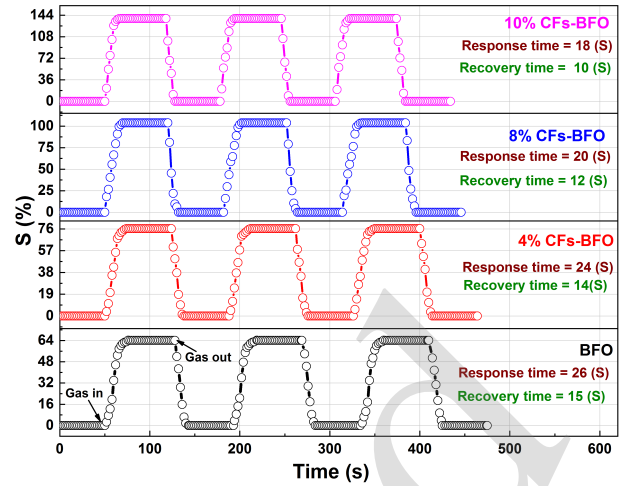 S (%)
144
108
72
36
0
10% CFs-BFO
Response time = 18 (S)
Recovery time = 10 (S)
100
75
50
25
0
8% CFs-BFO
Response time = 20 (S)
Recovery time = 12 (S)
76
57
38
19
0
4% CFs-BFO
Response time = 24 (S)
Recovery time = 14(S)
64
48
32
16
0
Gas in
Gas out
BFO
Response time = 26 (S)
Recovery time = 15 (S)
0 100 200 300 400 500 600
Time (s)